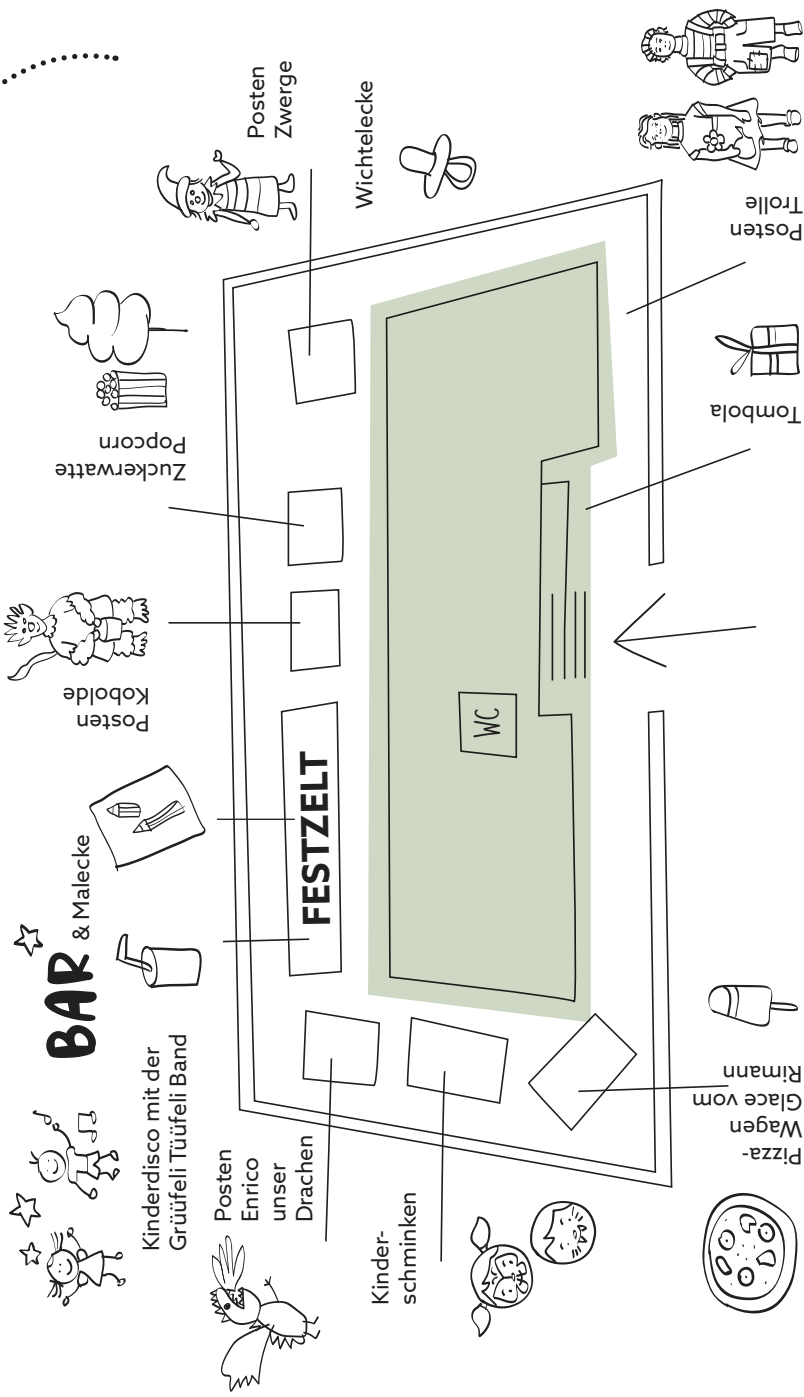 Posten
Zwerge
Wichtelecke
Posten
Trolle
Tombola
Zuckerwatte
Popcorn
Posten
Kobolde
BAR
& Malecke
FESTZELT
WC
Kinderdisco mit der
Grüüfeli Tüüfeli Band
Posten
Enrico
unser
Drachen
Kinder-
schminken
Pizza-
Wagen
Glace vom
Rimann